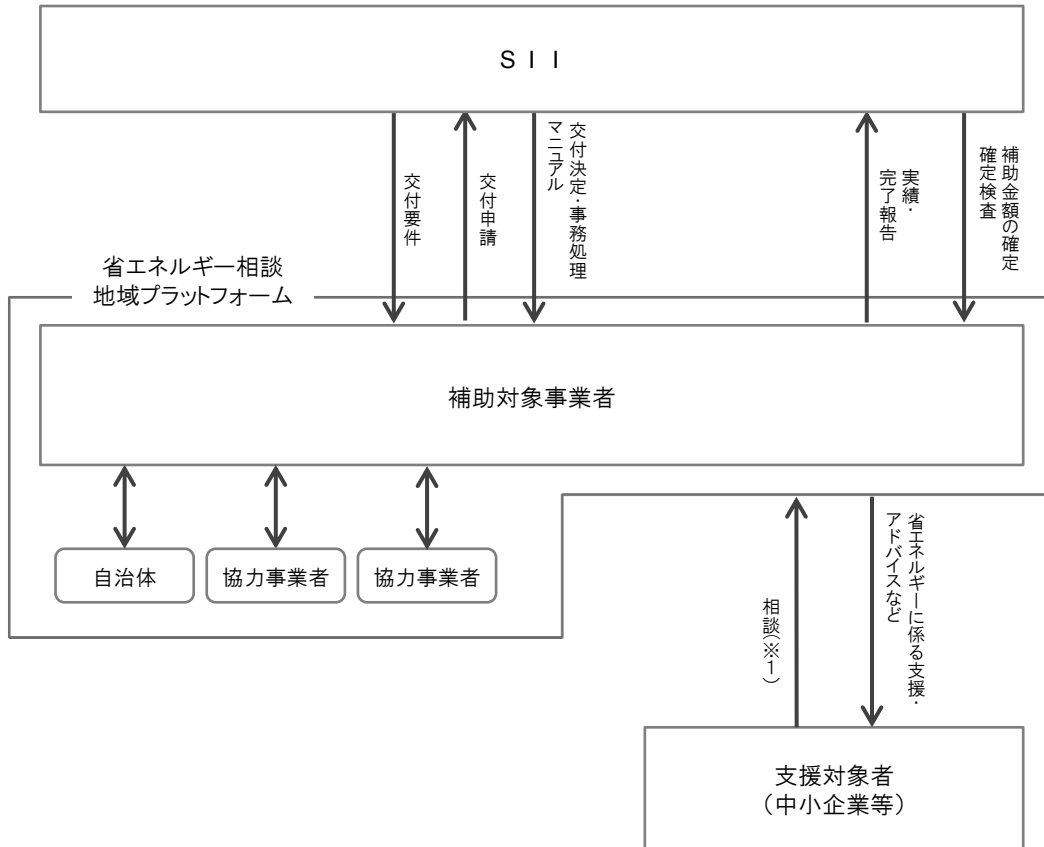 ＳＩＩ
交付要件
交付申請
交付決定・事務処理
マニュアル
実績・
完了報告
補助金額の確定
確定検査
省エネルギー相談
地域プラットフォーム
補助対象事業者
自治体
協力事業者
協力事業者
相談(※1)
省エネルギーに係る支援・
アドバイスなど
支援対象者
（中小企業等）